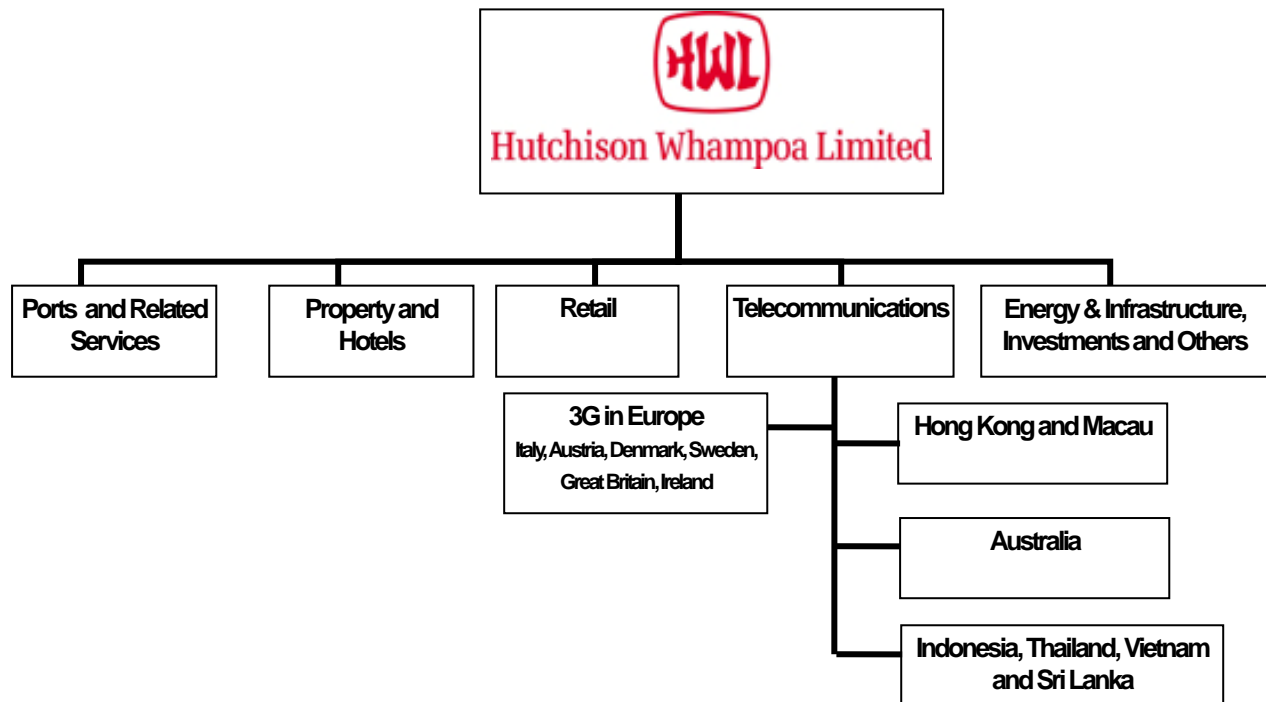 HWL
Hutchison Whampoa Limited
Ports and Related
Services
Property and
Hotels
Retail
Telecommunications
Energy & Infrastructure,
Investments and Others
3G in Europe
Italy, Austria, Denmark, Sweden,
Great Britain, Ireland
Hong Kong and Macau
Australia
Indonesia, Thailand, Vietnam
and Sri Lanka